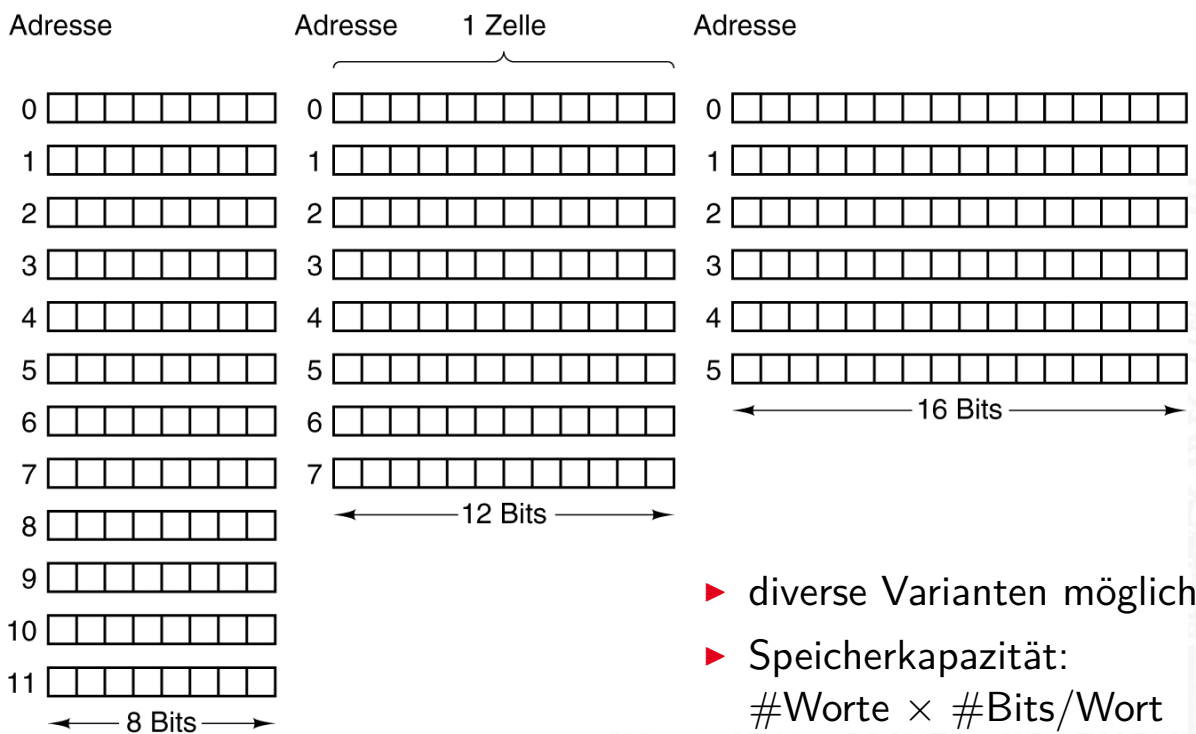 Adresse
0
1
2
3
4
5
6
7
8
9
10
11
8 Bits
Adresse 1 Zelle
0
1
2
3
4
5
6
7
12 Bits
Adresse
0
1
2
3
4
5
16 Bits
► diverse Varianten möglich
► Speicherkapazität:
#Worte × #Bits/Wort